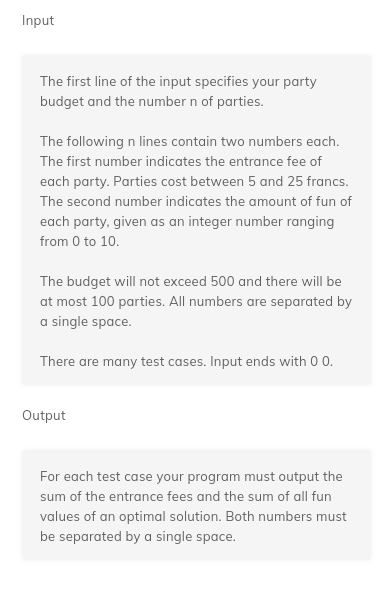 Input
The first line of the input specifies your party
budget and the number n of parties.
The following n lines contain two numbers each.
The first number indicates the entrance fee of
each party. Parties cost between 5 and 25 francs.
The second number indicates the amount of fun of
each party, given as an integer number ranging
from 0 to 10.
The budget will not exceed 500 and there will be
at most 100 parties. All numbers are separated by
a single space.
There are many test cases. Input ends with 0 0.
Output
For each test case your program must output the
sum of the entrance fees and the sum of all fun
values of an optimal solution. Both numbers must
be separated by a single space.